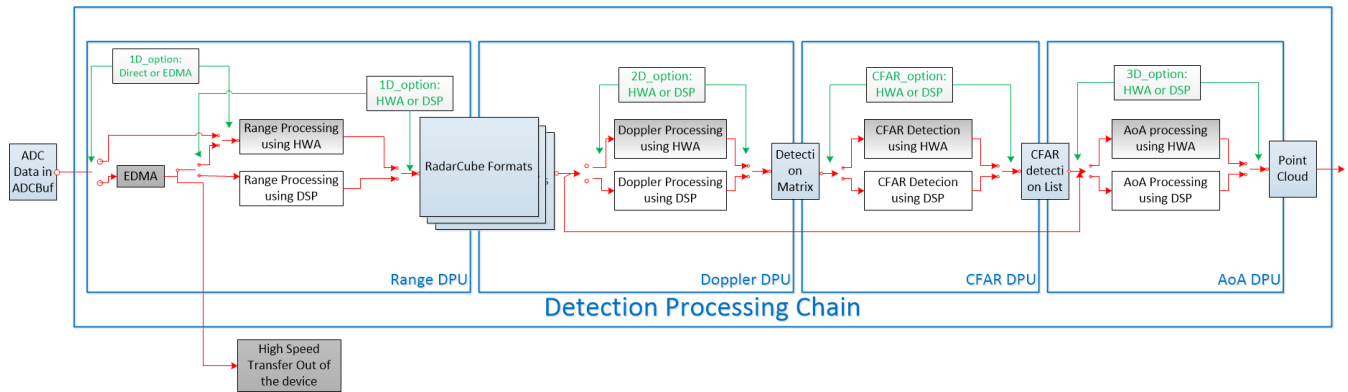 1D_option:
Direct or EDMA
1D_option:
HWA or DSP
2D_option:
HWA or DSP
CFAR_option:
HWA or DSP
3D_option:
HWA or DSP
ADC
Data in
ADCBuf
EDMA
Range Processing
using HWA
Range Processing
using DSP
RadarCube Formats
s
Doppler Processing
using HWA
Doppler Processing
using DSP
Detecti
on
Matrix
CFAR Detection
using HWA
CFAR Detecion
using DSP
CFAR
detecti
on List
AoA processing
using HWA
AoA Processing
using DSP
Point
Cloud
Range DPU
Doppler DPU
CFAR DPU
AoA DPU
Detection Processing Chain
High Speed
Transfer Out of
the device